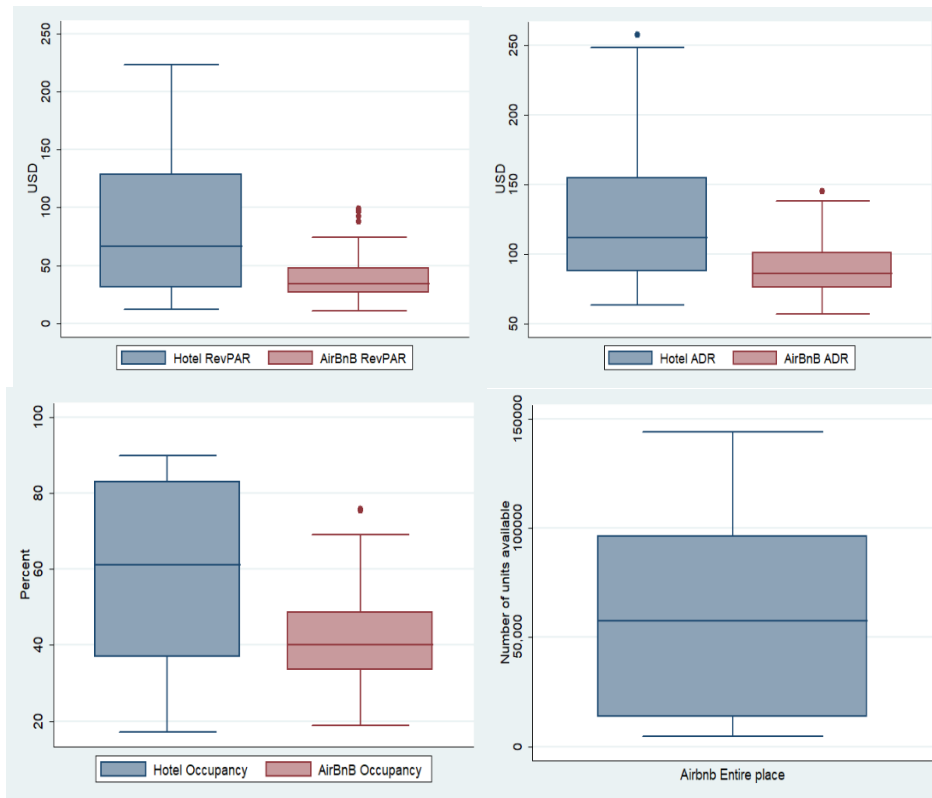 250
200
150
100
50
0
USD
Hotel RevPAR AirBnB RevPAR
250
200
150
100
50
USD
Hotel ADR AirBnB ADR
100
80
60
40
20
Percent
Hotel Occupancy AirBnB Occupancy
150000
100000
50,000
0
Number of units available
Airbnb Entire place